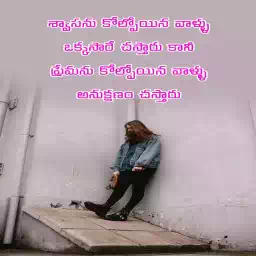 శ్వాసను కోల్పోయిన వాళ్ళు
ఒక్కసారే చస్తారు కానీ
ప్రేమను కోల్పోయిన వాళ్ళు
అనుక్షణం చస్తారు